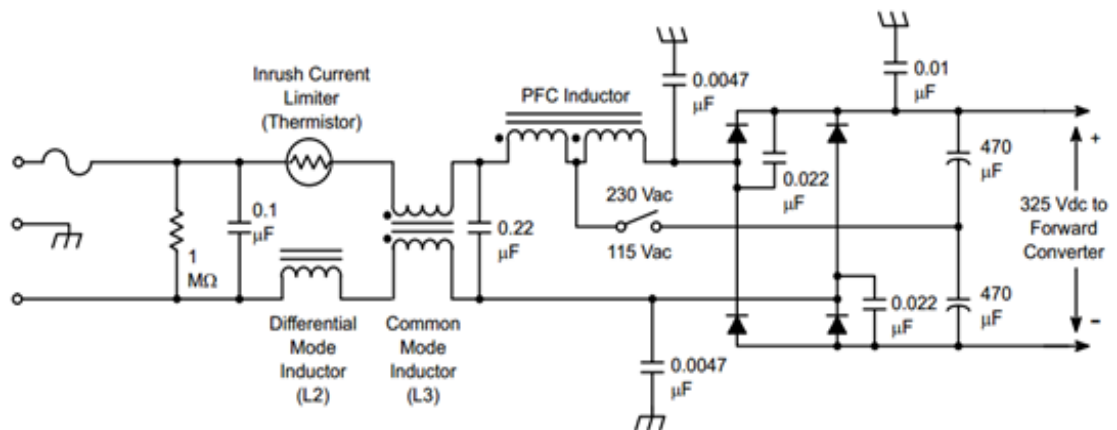 Inrush Current
Limiter
(Thermistor)
PFC Inductor
0.0047
μF
0.01
μF
0.1
μF
1
MΩ
0.22
μF
230 Vac
115 Vac
0.022
μF
470
μF
+
325 Vdc to
Forward
Converter
-
Differential
Mode
Inductor
(L2)
Common
Mode
Inductor
(L3)
0.0047
μF
0.022
μF
470
μF